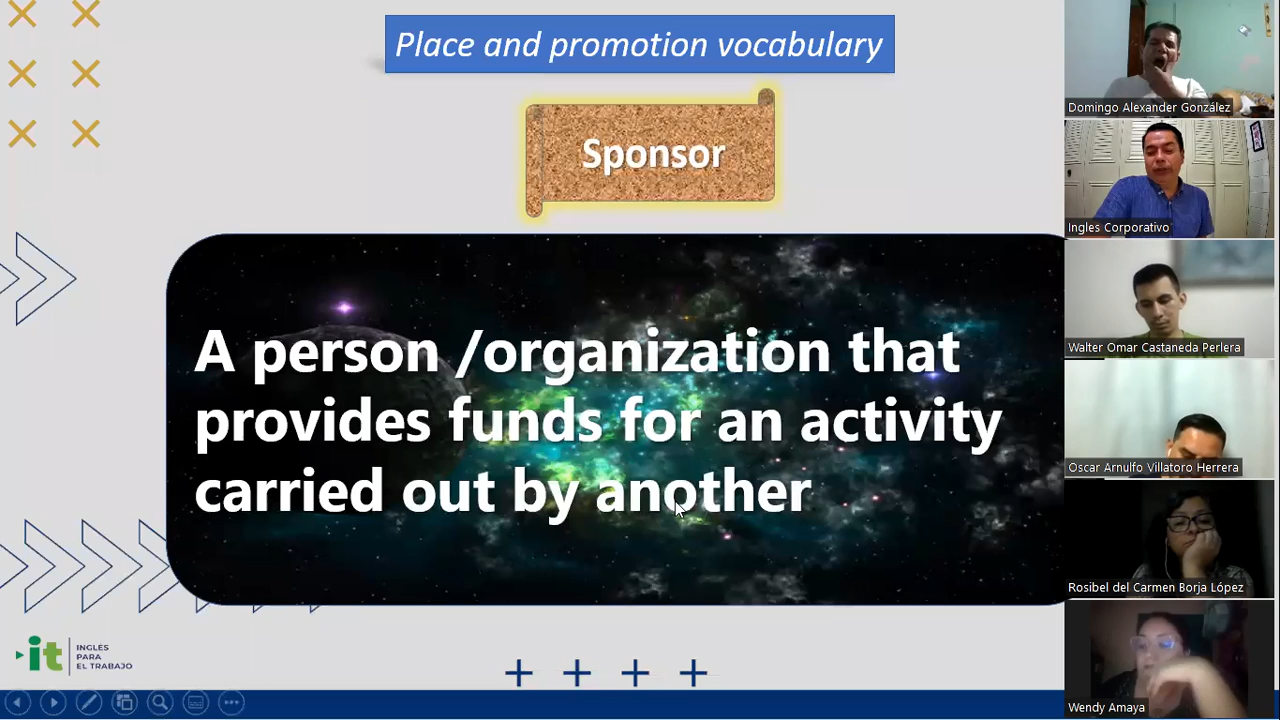 Place and promotion vocabulary
Sponsor
A person /organization that
provides funds for an activity
carried out by another
it
INGLÉS
PARA
EL TRABAJO
Domingo Alexander González
Ingles Corporativo
Walter Omar Castaneda Perlera
Oscar Arnulfo Villatoro Herrera
Rosibel del Carmen Borja López
Wendy Amaya